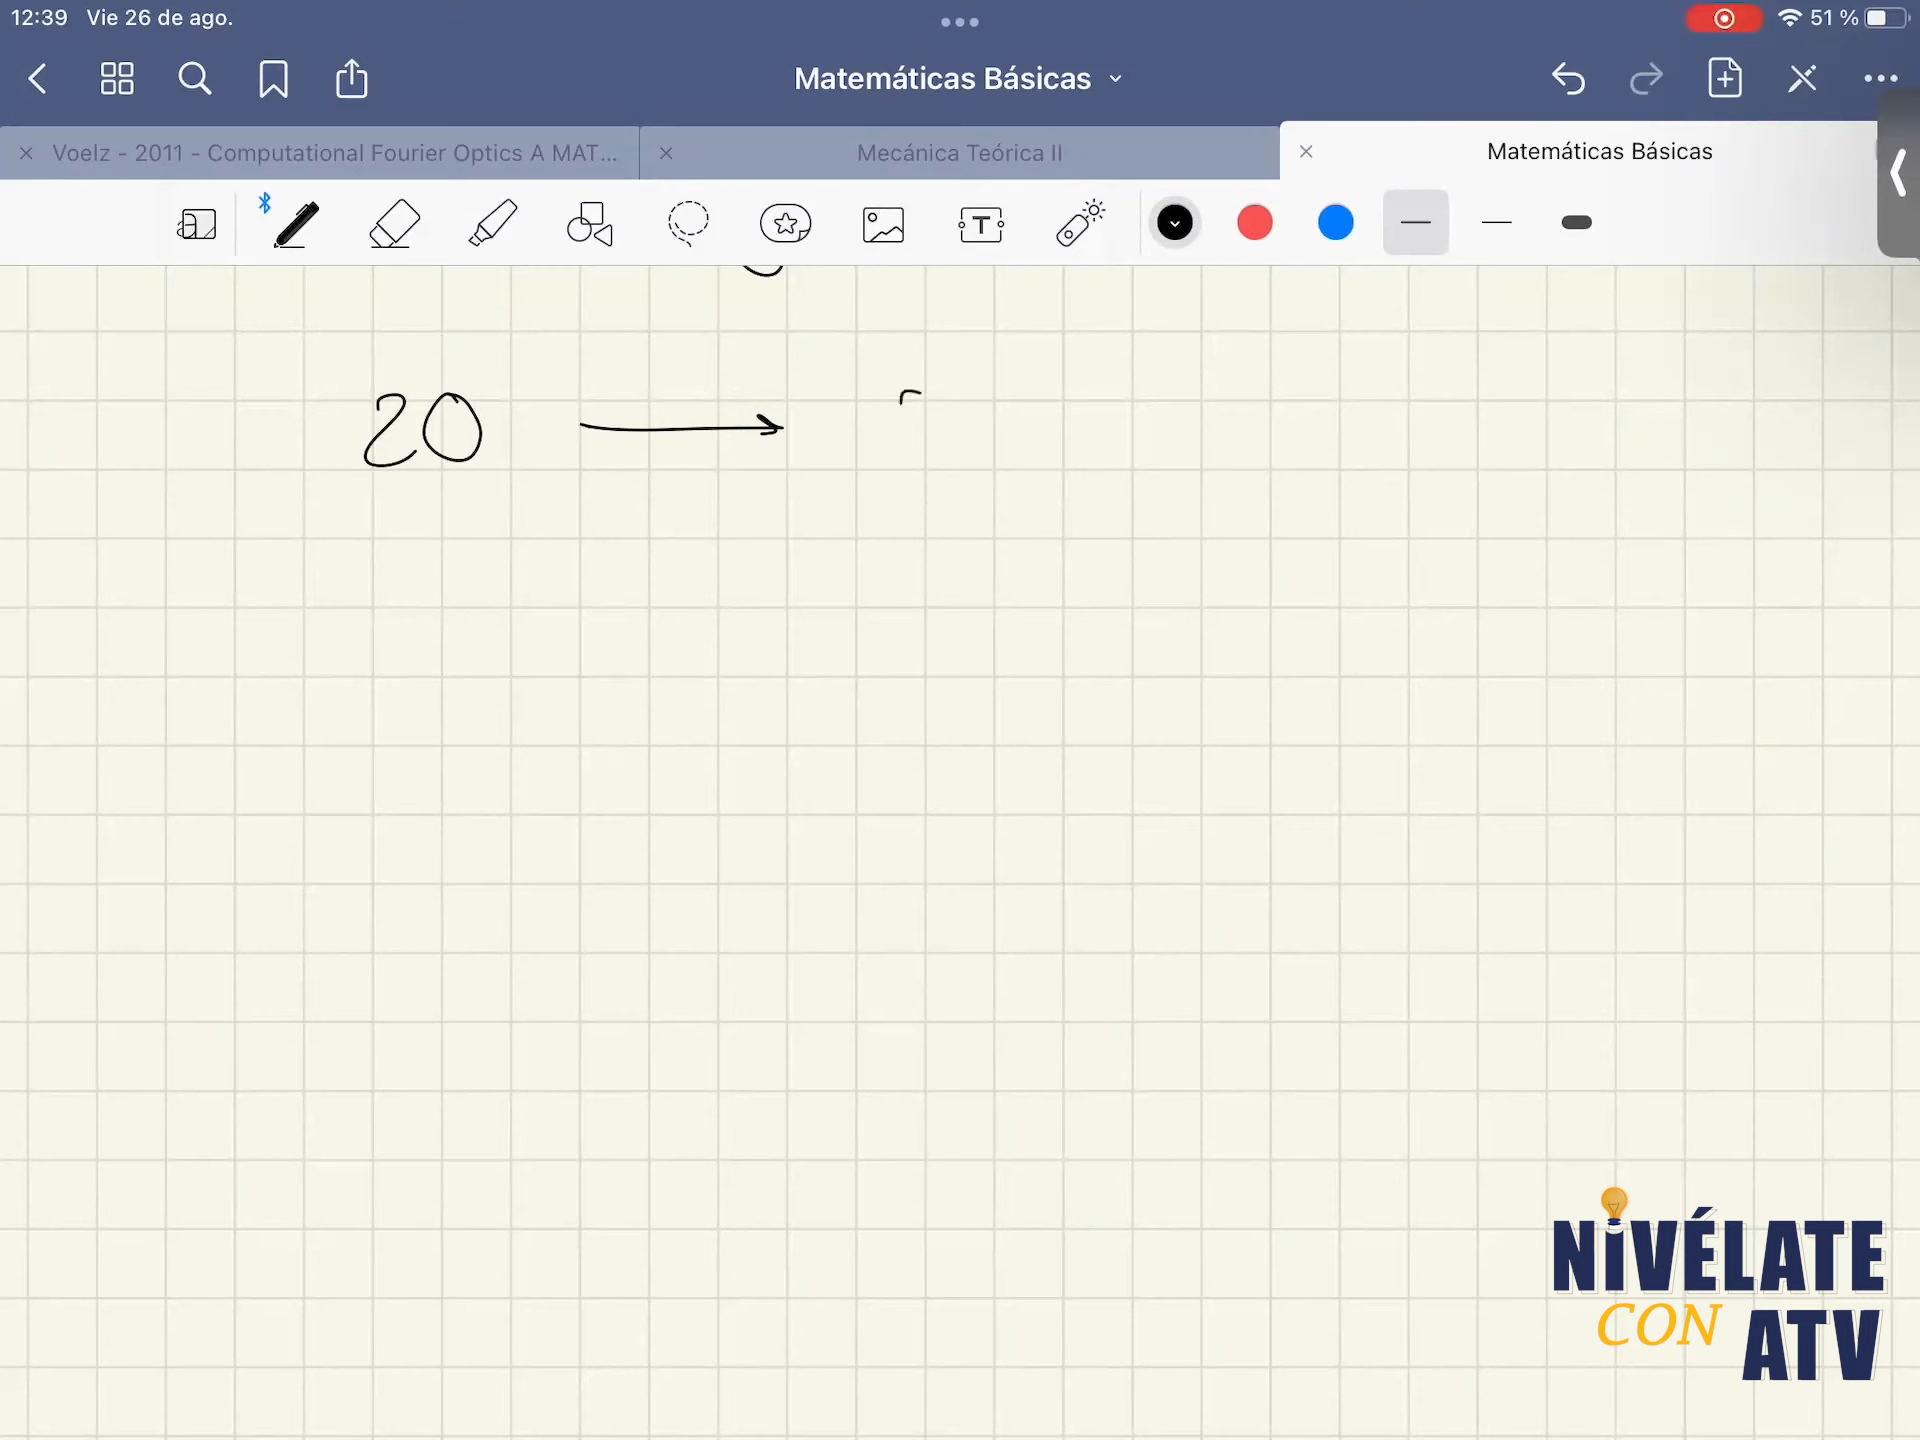 12:39 Vie 26 de ago. 51 %
Matemáticas Básicas
Voelz - 2011 - Computational Fourier Optics A MAT... Mecánica Teórica II Matemáticas Básicas
a T
20 →
NIVÉLATE
CON
ATV